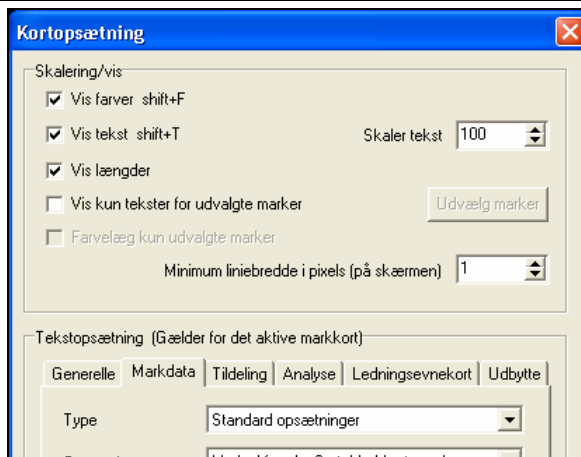 Kortopsætning
Skalering/vis
Vis farver shift+F
Vis tekst shift+T
Skaler tekst 100
Vis længder
Vis kun tekster for udvalgte marker
Udvælg marker
Farvelæg kun udvalgte marker
Minimum liniebredde i pixels (på skærmen) 1
Tekstopsætning (Gælder for det aktive markkort)
Generelle Markdata Tildeling Analyse Ledningsevnekort Udbytte
Type Standard opsætninger